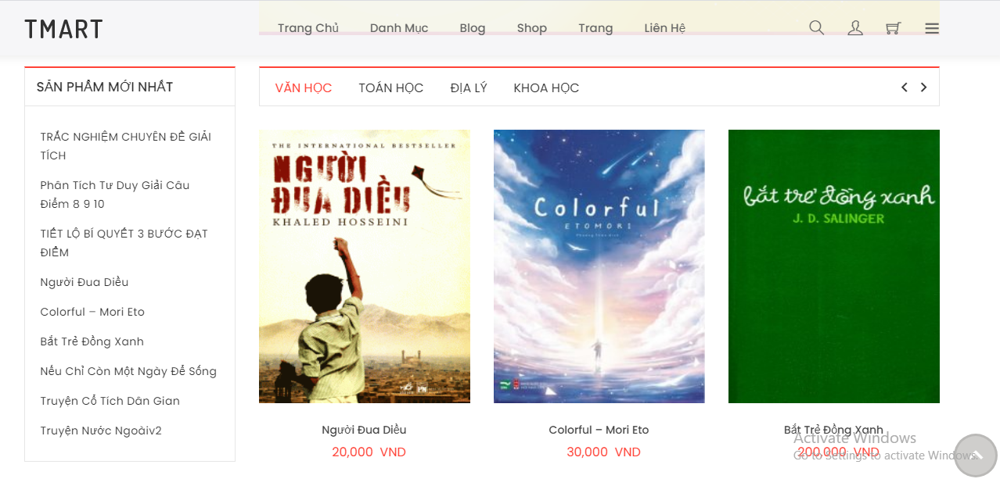 TMART
Trang Chủ Danh Mục Blog Shop Trang Liên Hệ
SẢN PHẨM MỚI NHẤT
TRẮC NGHIỆM CHUYÊN ĐỀ GIẢI
TÍCH
Phân Tích Tư Duy Giải Câu
Điểm 8 9 10
TIẾT LỘ BÍ QUYẾT 3 BƯỚC ĐẠT
ĐIỂM
Người Đua Diều
Colorful – Mori Eto
Bắt Trẻ Đồng Xanh
Nếu Chỉ Còn Một Ngày Để Sống
Truyện Cổ Tích Dân Gian
Truyện Nước Ngoàiv2
VĂN HỌC TOÁN HỌC ĐỊA LÝ KHOA HỌC
THE INTERNATIONAL BESTSELLER
NGƯỜI
ĐUA DIỀU
KHALED HOSSEINI
Người Đua Diều
20,000 VND
Colorful
ETO MORI
Colorful – Mori Eto
30,000 VND
bắt trẻ đồng xanh
J. D. SALINGER
Bắt Trẻ Đồng Xanh
200,000 VND
Activate Windows
Go to Settings to activate Windows.